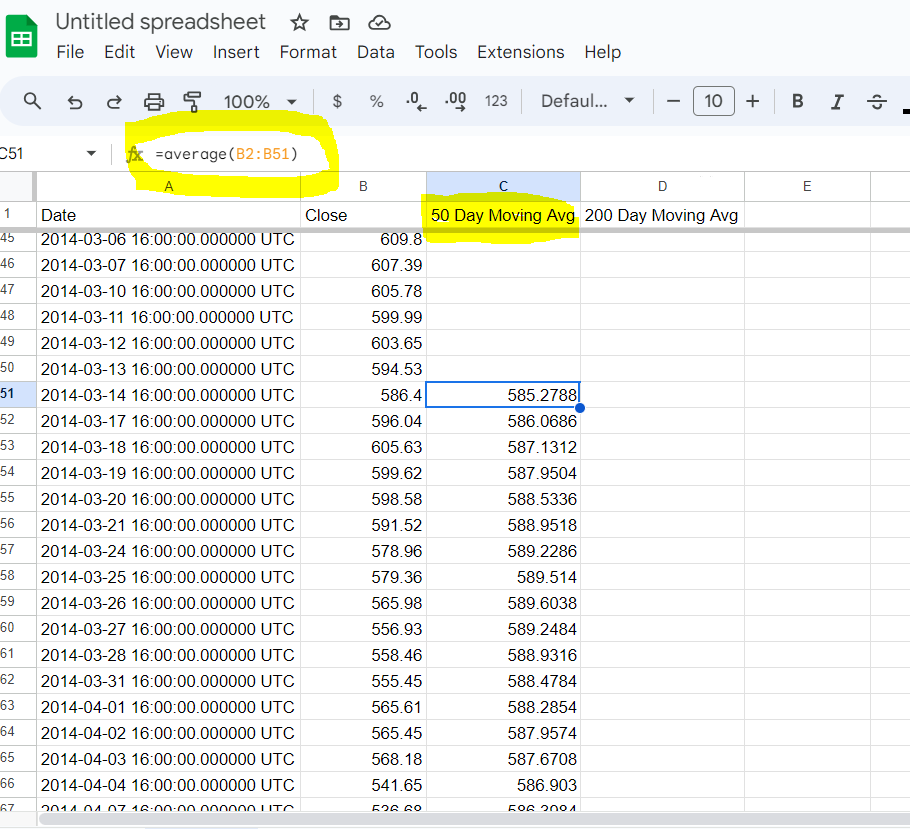 Untitled spreadsheet
File Edit View Insert Format Data Tools Extensions Help
100% $ % .0 .00 123 Defaul... 10 B I S
C51 fx =average(B2:B51)
A B C D E
1 Date Close 50 Day Moving Avg 200 Day Moving Avg
45 2014-03-06 16:00:00.000000 UTC 609.8
46 2014-03-07 16:00:00.000000 UTC 607.39
47 2014-03-10 16:00:00.000000 UTC 605.78
48 2014-03-11 16:00:00.000000 UTC 599.99
49 2014-03-12 16:00:00.000000 UTC 603.65
50 2014-03-13 16:00:00.000000 UTC 594.53
51 2014-03-14 16:00:00.000000 UTC 586.4 585.2788
52 2014-03-17 16:00:00.000000 UTC 596.04 586.0686
53 2014-03-18 16:00:00.000000 UTC 605.63 587.1312
54 2014-03-19 16:00:00.000000 UTC 599.62 587.9504
55 2014-03-20 16:00:00.000000 UTC 598.58 588.5336
56 2014-03-21 16:00:00.000000 UTC 591.52 588.9518
57 2014-03-24 16:00:00.000000 UTC 578.96 589.2286
58 2014-03-25 16:00:00.000000 UTC 579.36 589.514
59 2014-03-26 16:00:00.000000 UTC 565.98 589.6038
60 2014-03-27 16:00:00.000000 UTC 556.93 589.2484
61 2014-03-28 16:00:00.000000 UTC 558.46 588.9316
62 2014-03-31 16:00:00.000000 UTC 555.45 588.4784
63 2014-04-01 16:00:00.000000 UTC 565.61 588.2854
64 2014-04-02 16:00:00.000000 UTC 565.45 587.9574
65 2014-04-03 16:00:00.000000 UTC 568.18 587.6708
66 2014-04-04 16:00:00.000000 UTC 541.65 586.903
67 2014-04-07 16:00:00.000000 UTC 536.68 586.3984